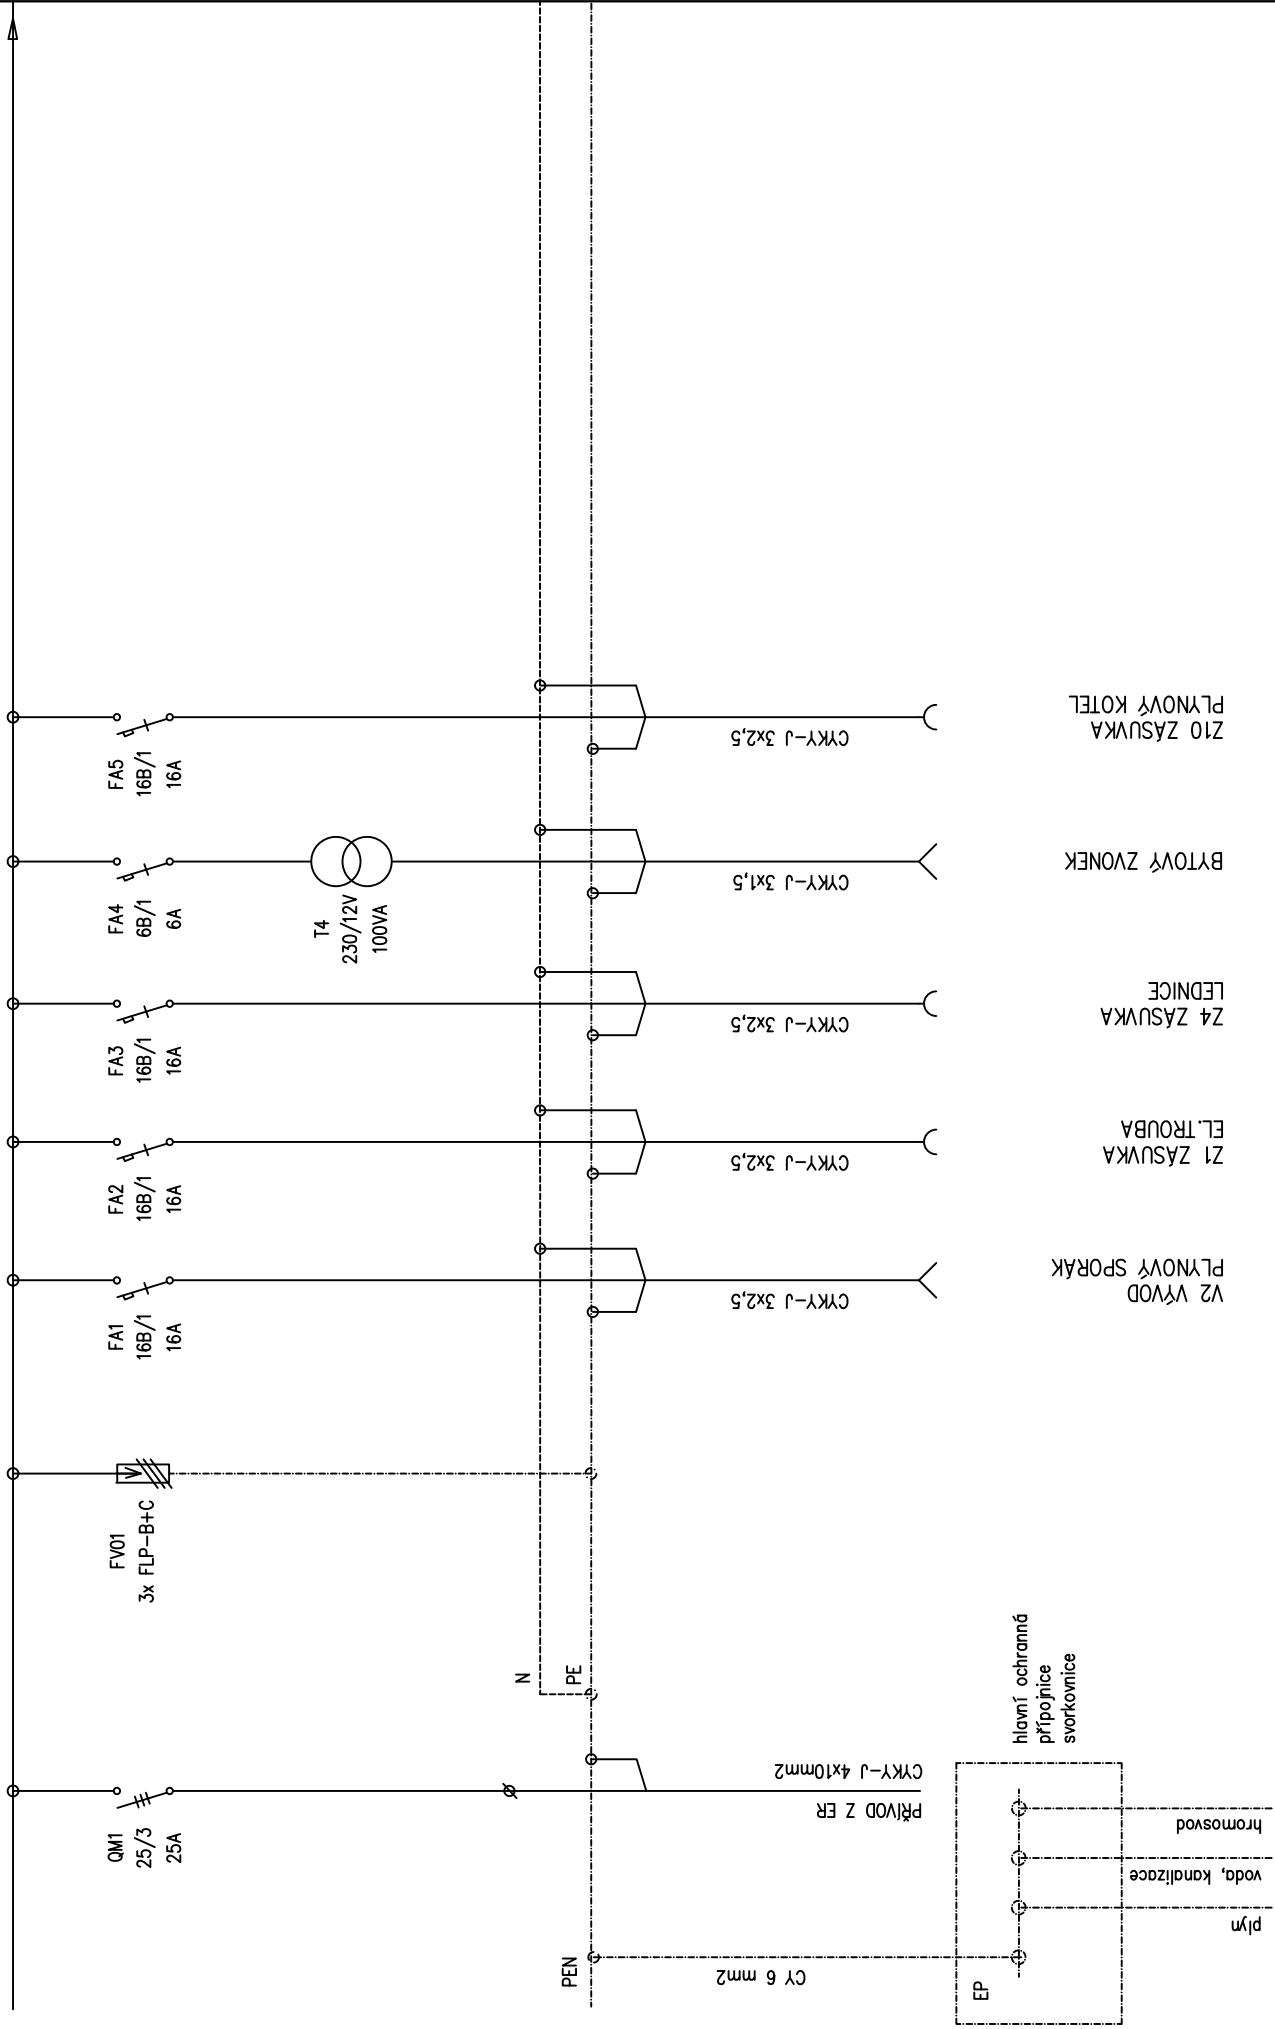 QM1
25/3
25A
FV01
3x FLP-B+C
FA1
16B/1
16A
FA2
16B/1
16A
FA3
16B/1
16A
FA4
6B/1
6A
FA5
16B/1
16A
T4
230/12V
100VA
N
PE
PEN
PŘÍVOD Z ER
CYKY-J 4x10mm2
CYKY-J 3x2,5
CYKY-J 3x2,5
CYKY-J 3x2,5
CYKY-J 3x1,5
CYKY-J 3x2,5
CY 6 mm2
V2 VÝVOD
PLYNOVÝ SPORÁK
Z1 ZÁSUVKA
EL.TROUBA
Z4 ZÁSUVKA
LEDNICE
BYTOVÝ ZVONEK
Z10 ZÁSUVKA
PLYNOVÝ KOTEL
EP
hlavní ochranná
přípojnice
svorkovnice
plyn
voda, kanalizace
hromosvod